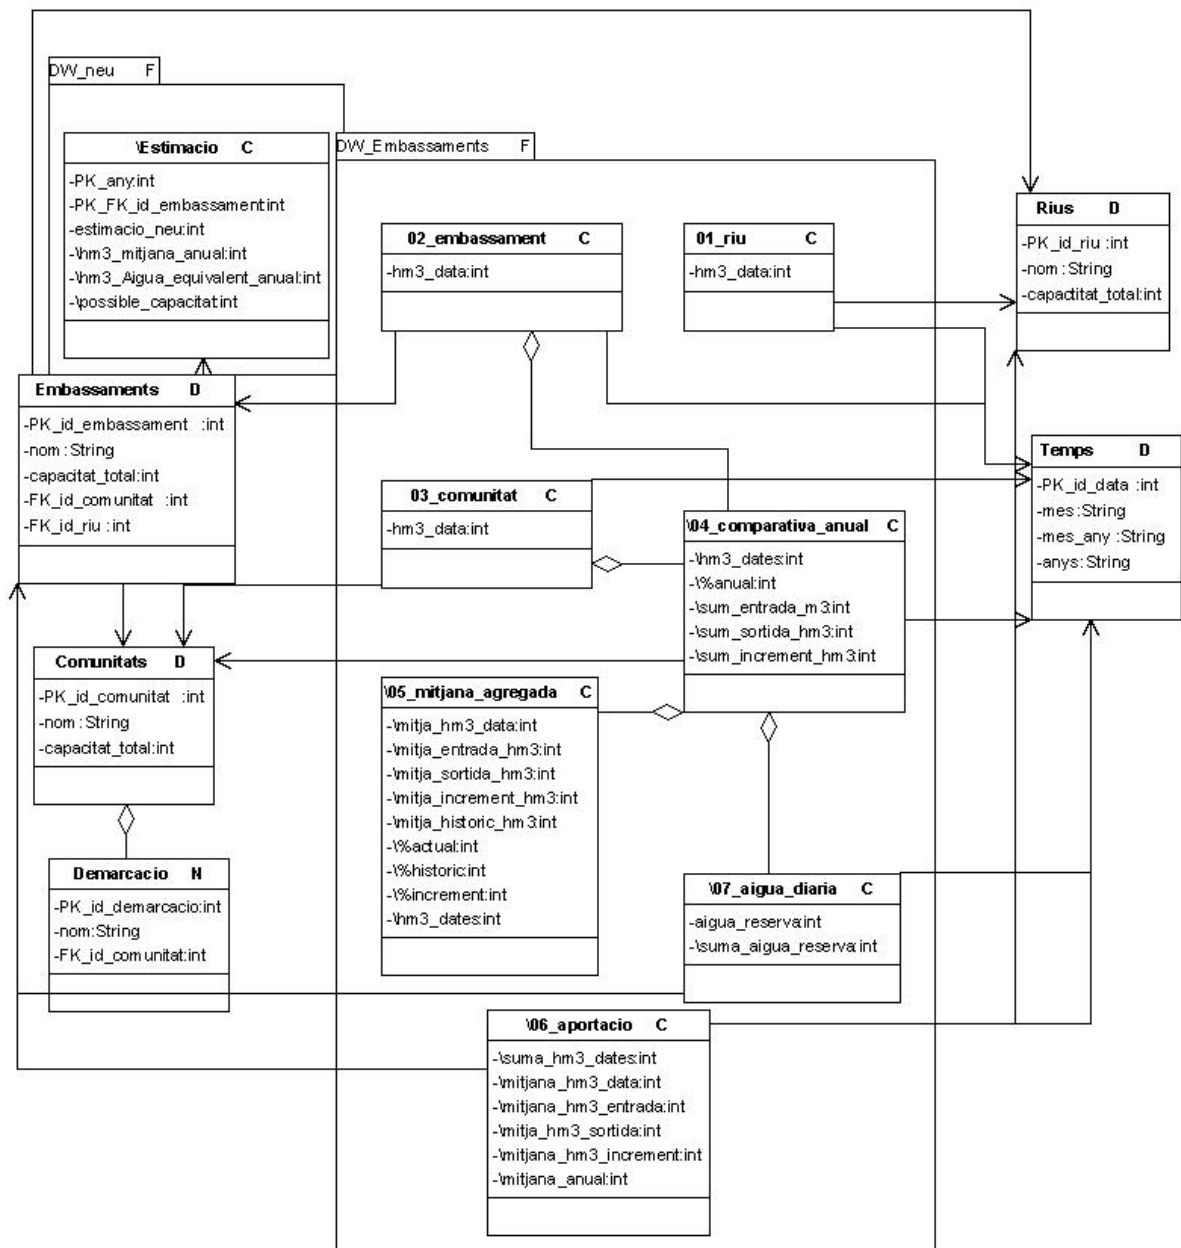 DW_neu F
\Estimacio C
-PK_any:int
-PK_FK_id_embassament:int
-estimacio_neu:int
-\hm3_mitjana_anual:int
-\hm3_Aigua_equivalent_anual:int
-\possible_capacitat:int
DW_Embassaments F
02_embassament C
-hm3_data:int
01_riu C
-hm3_data:int
Rius D
-PK_id_riu :int
-nom :String
-capactitat_total:int
Embassaments D
-PK_id_embassament :int
-nom :String
-capacitat_total:int
-FK_id_comunitat :int
-FK_id_riu :int
03_comunitat C
-hm3_data:int
\04_comparativa_anual C
-\hm3_dates:int
-\%anual:int
-\sum_entrada_m3:int
-\sum_sortida_hm3:int
-\sum_increment_hm3:int
Temps D
-PK_id_data :int
-mes:String
-mes_any :String
-anys:String
Comunitats D
-PK_id_comunitat :int
-nom :String
-capacitat_total:int
\05_mitjana_agregada C
-\mitja_hm3_data:int
-\mitja_entrada_hm3:int
-\mitja_sortida_hm3:int
-\mitja_increment_hm3:int
-\mitja_historic_hm3:int
-\%actual:int
-\%historic:int
-\%increment:int
-\hm3_dates:int
Demarcacio N
-PK_id_demarcacio:int
-nom:String
-FK_id_comunitat:int
\07_aigua_diaria C
-aigua_reserva:int
-\suma_aigua_reserva:int
\06_aportacio C
-\suma_hm3_dates:int
-\mitjana_hm3_data:int
-\mitjana_hm3_entrada:int
-\mitja_hm3_sortida:int
-\mitjana_hm3_increment:int
-\mitjana_anual:int